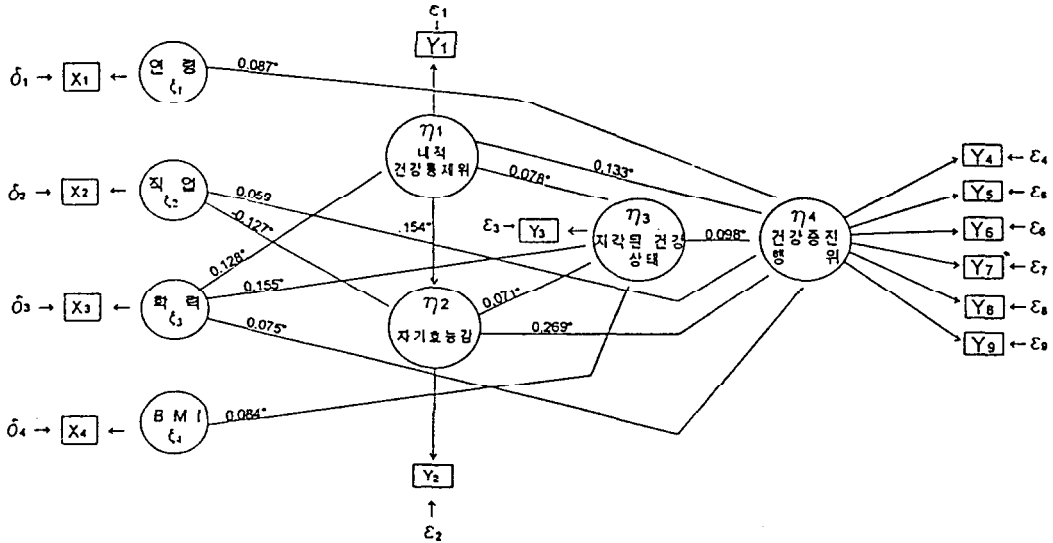 ε₁
Y₁
δ₁ → X₁ ←
연 령
ξ₁
0.087*
η₁
내적
건강통제위
0.133*
0.078*
δ₂ → X₂ ←
직 업
ξ₂
0.059
-0.127*
.154*
ε₃ → Y₃ ←
η₃
지각된 건강
상태
0.098*
η₄
건강증진
행 위
Y₄ ← ε₄
Y₅ ← ε₅
Y₆ ← ε₆
Y₇ ← ε₇
Y₈ ← ε₈
Y₉ ← ε₉
δ₃ → X₃ ←
학 력
ξ₃
0.128*
0.155*
0.075*
η₂
자기효능감
0.071*
0.269*
δ₄ → X₄ ←
B M I
ξ₄
0.084*
Y₂
ε₂